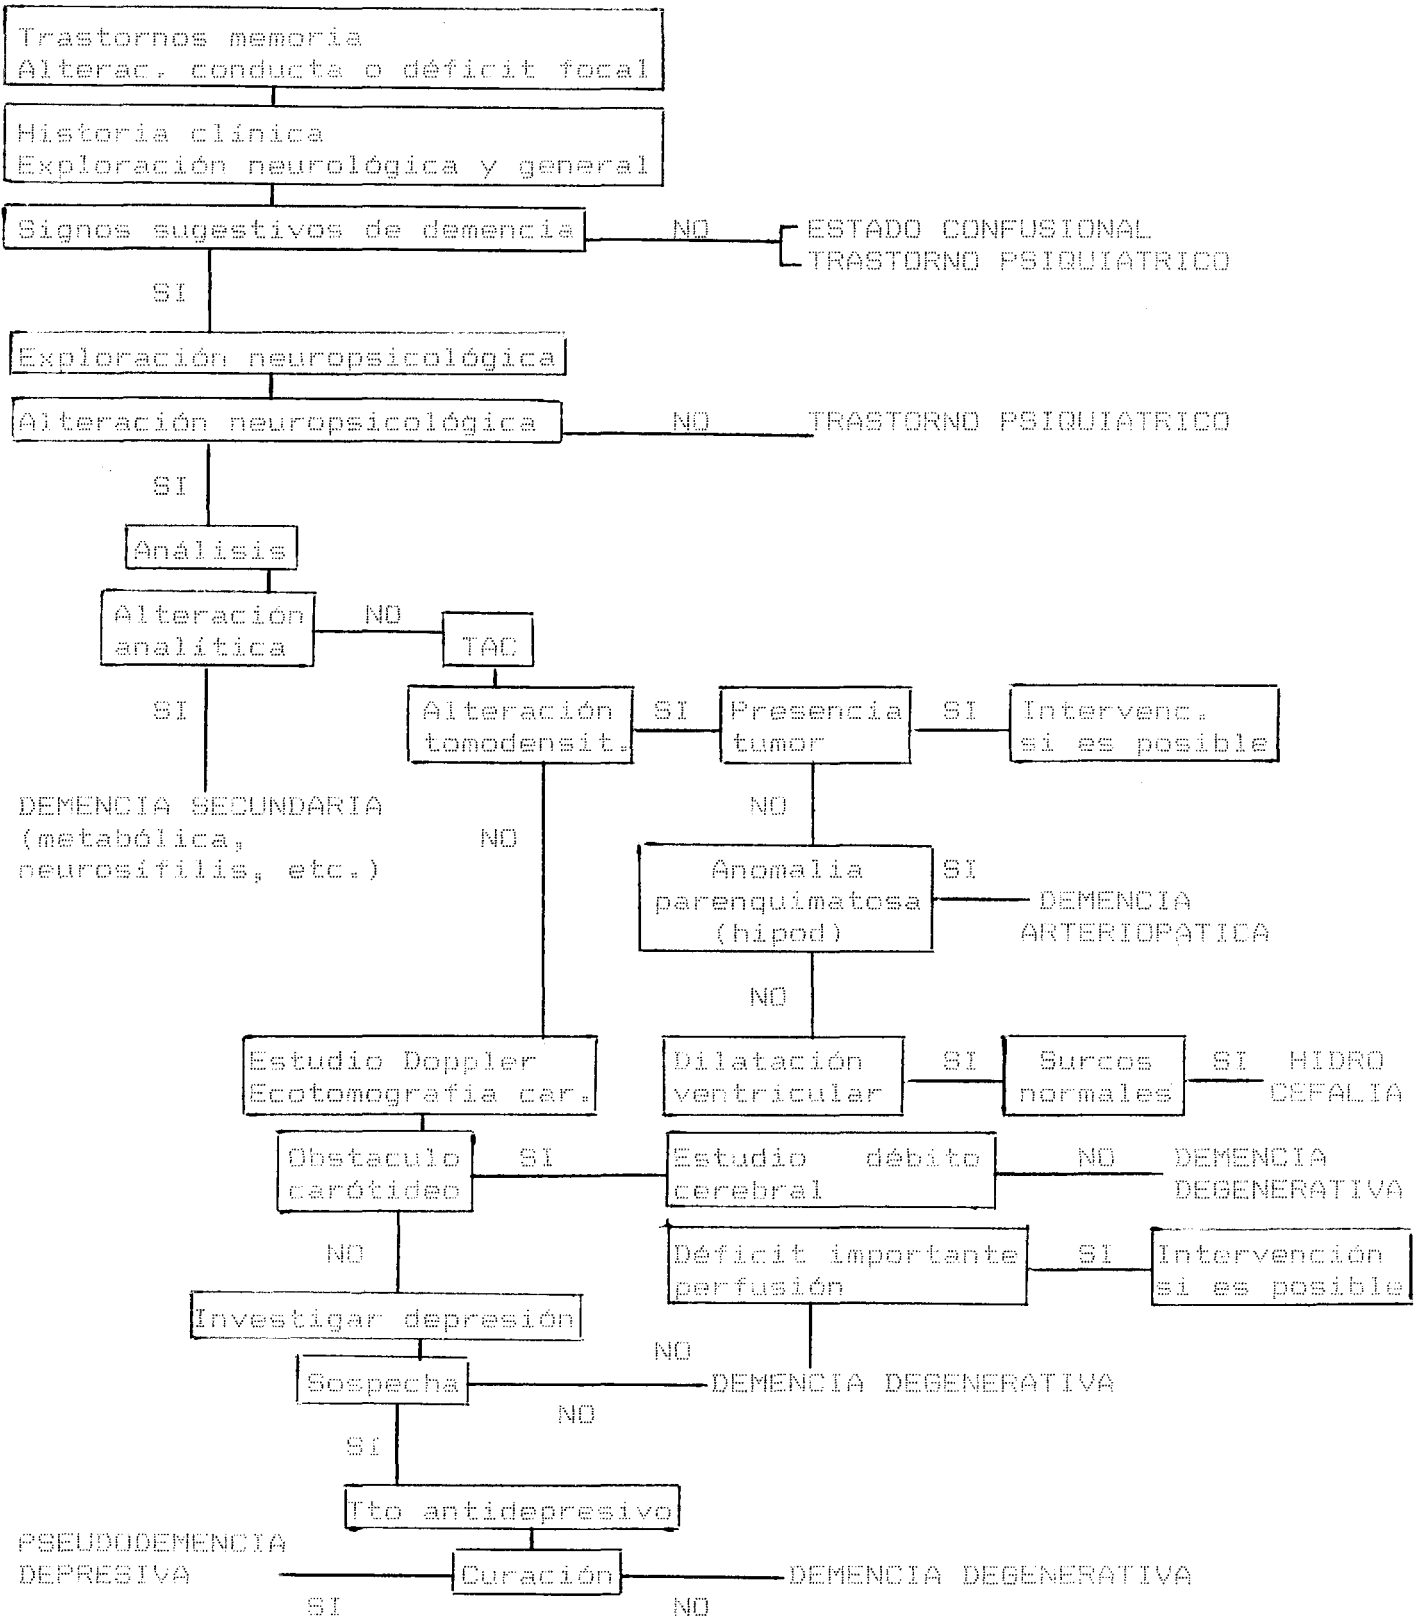 Trastornos memoria
Alterac. conducta o déficit focal
Historia clínica
Exploración neurológica y general
Signos sugestivos de demencia
NO
ESTADO CONFUSIONAL
TRASTORNO PSIQUIATRICO
SI
Exploración neuropsicológica
Alteración neuropsicológica
NO
TRASTORNO PSIQUIATRICO
SI
Análisis
Alteración
analítica
NO
TAC
SI
Alteración
tomodensit.
SI
Presencia
tumor
SI
Intervenc.
si es posible
DEMENCIA SECUNDARIA
(metabólica,
neurosífilis, etc.)
NO
NO
Anomalia
parenquimatosa
(hipod)
SI
DEMENCIA
ARTERIOPATICA
NO
Estudio Doppler
Ecotomografia car.
Dilatación
ventricular
SI
Surcos
normales
SI
HIDRO
CEFALIA
Obstaculo
carótideo
SI
Estudio débito
cerebral
NO
DEMENCIA
DEGENERATIVA
NO
Déficit importante
perfusión
SI
Intervención
si es posible
Investigar depresión
NO
Sospecha
DEMENCIA DEGENERATIVA
NO
SI
Tto antidepresivo
PSEUDODEMENCIA
DEPRESIVA
Curación
DEMENCIA DEGENERATIVA
SI
NO